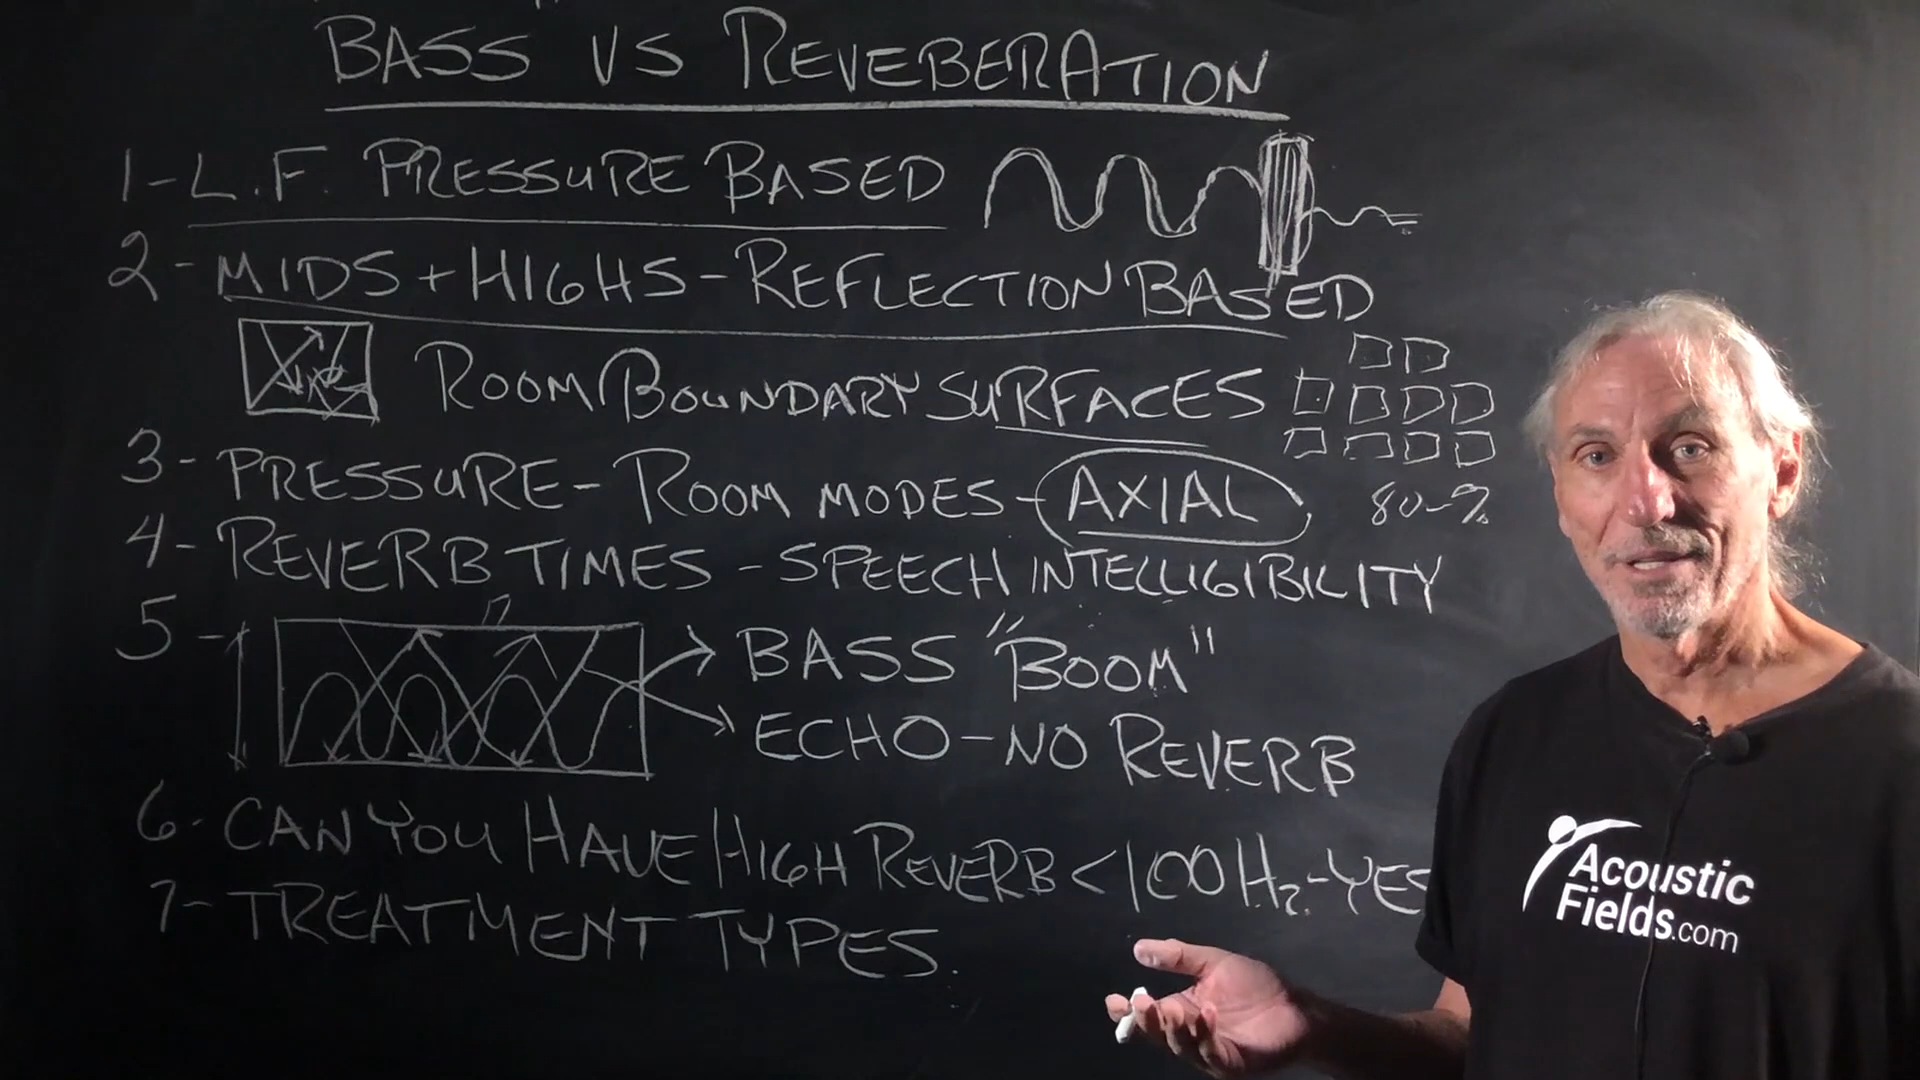 BASS VS REVEBERATION
1-L.F. PRESSURE BASED
2-MIDS+HIGHS-REFLECTION BASED
ROOM BOUNDARY SURFACES
3-PRESSURE-ROOM MODES-AXIAL
80-%
4-REVERB TIMES-SPEECH INTELLIGIBILITY
5-
BASS "BOOM"
ECHO-NO REVERB
6-CAN YOU HAVE HIGH REVERB<100Hz-YES
7-TREATMENT TYPES.
Acoustic
Fields.com